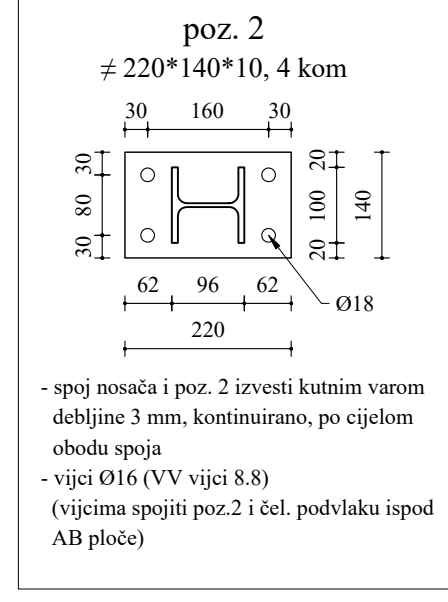 poz. 2
≠ 220*140*10, 4 kom
30 160 30
30
80
30
20
100
20
140
62 96 62
Ø18
220
- spoj nosača i poz. 2 izvesti kutnim varom
debljine 3 mm, kontinuirano, po cijelom
obodu spoja
- vijci Ø16 (VV vijci 8.8)
(vijcima spojiti poz.2 i čel. podvlaku ispod
AB ploče)